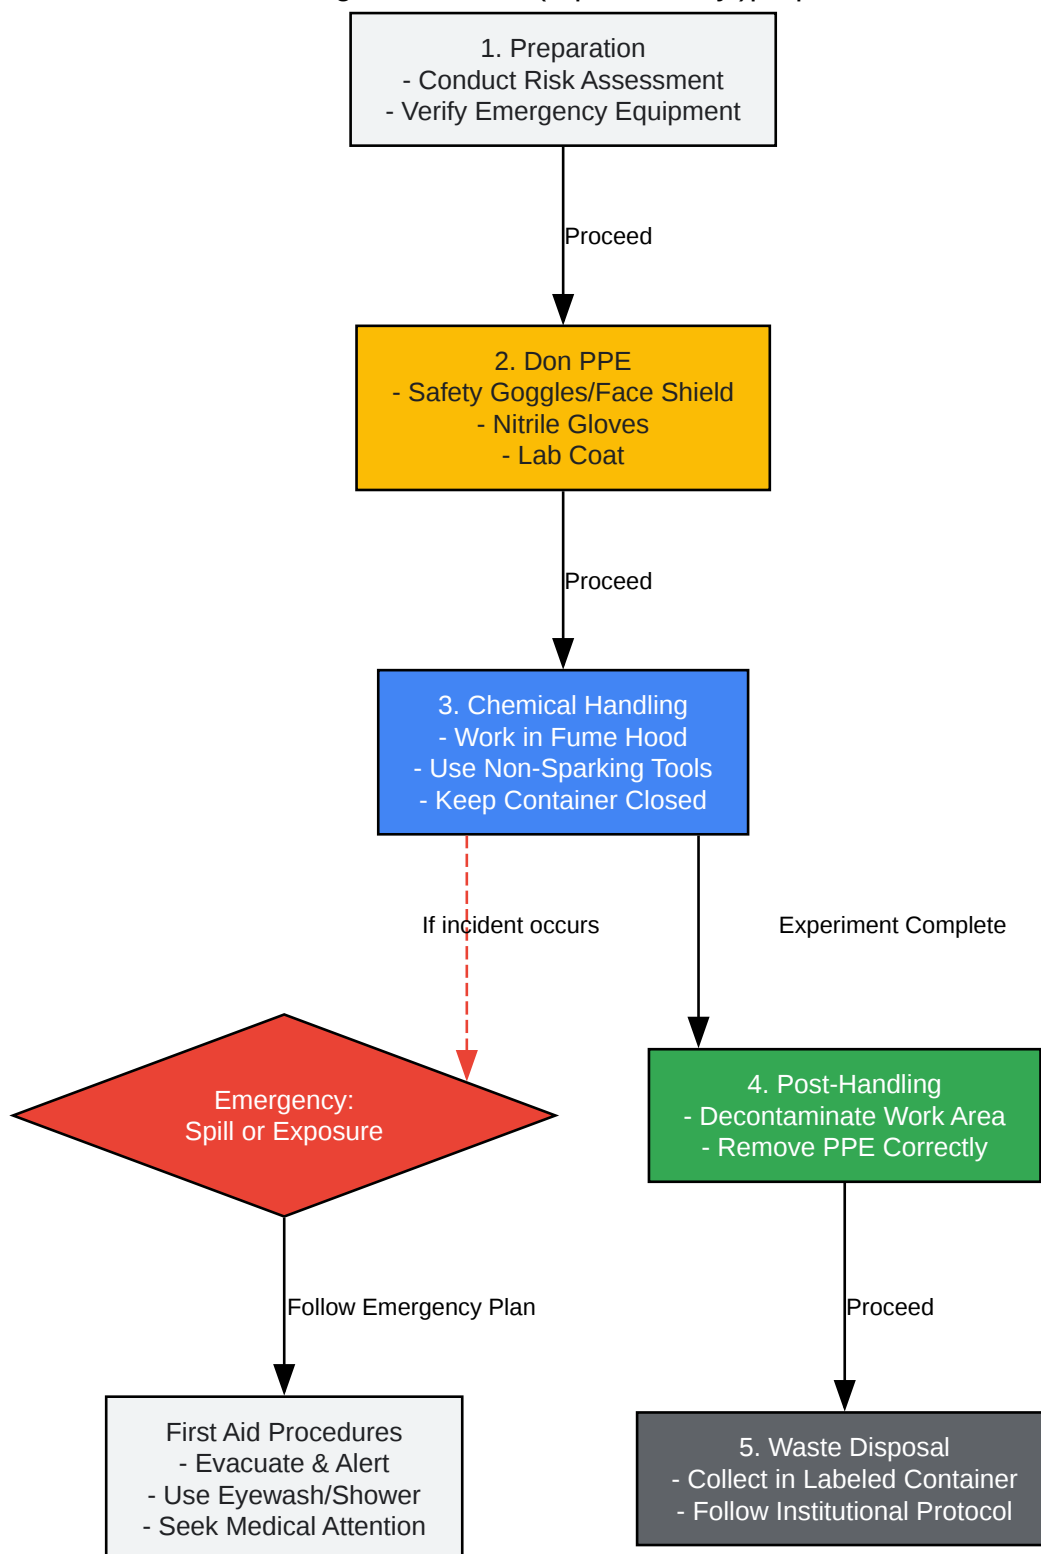 1. Preparation
- Conduct Risk Assessment
- Verify Emergency Equipment
Proceed
2. Don PPE
- Safety Goggles/Face Shield
- Nitrile Gloves
- Lab Coat
Proceed
3. Chemical Handling
- Work in Fume Hood
- Use Non-Sparking Tools
- Keep Container Closed
If incident occurs
Experiment Complete
Emergency:
Spill or Exposure
4. Post-Handling
- Decontaminate Work Area
- Remove PPE Correctly
Follow Emergency Plan
Proceed
First Aid Procedures
- Evacuate & Alert
- Use Eyewash/Shower
- Seek Medical Attention
5. Waste Disposal
- Collect in Labeled Container
- Follow Institutional Protocol